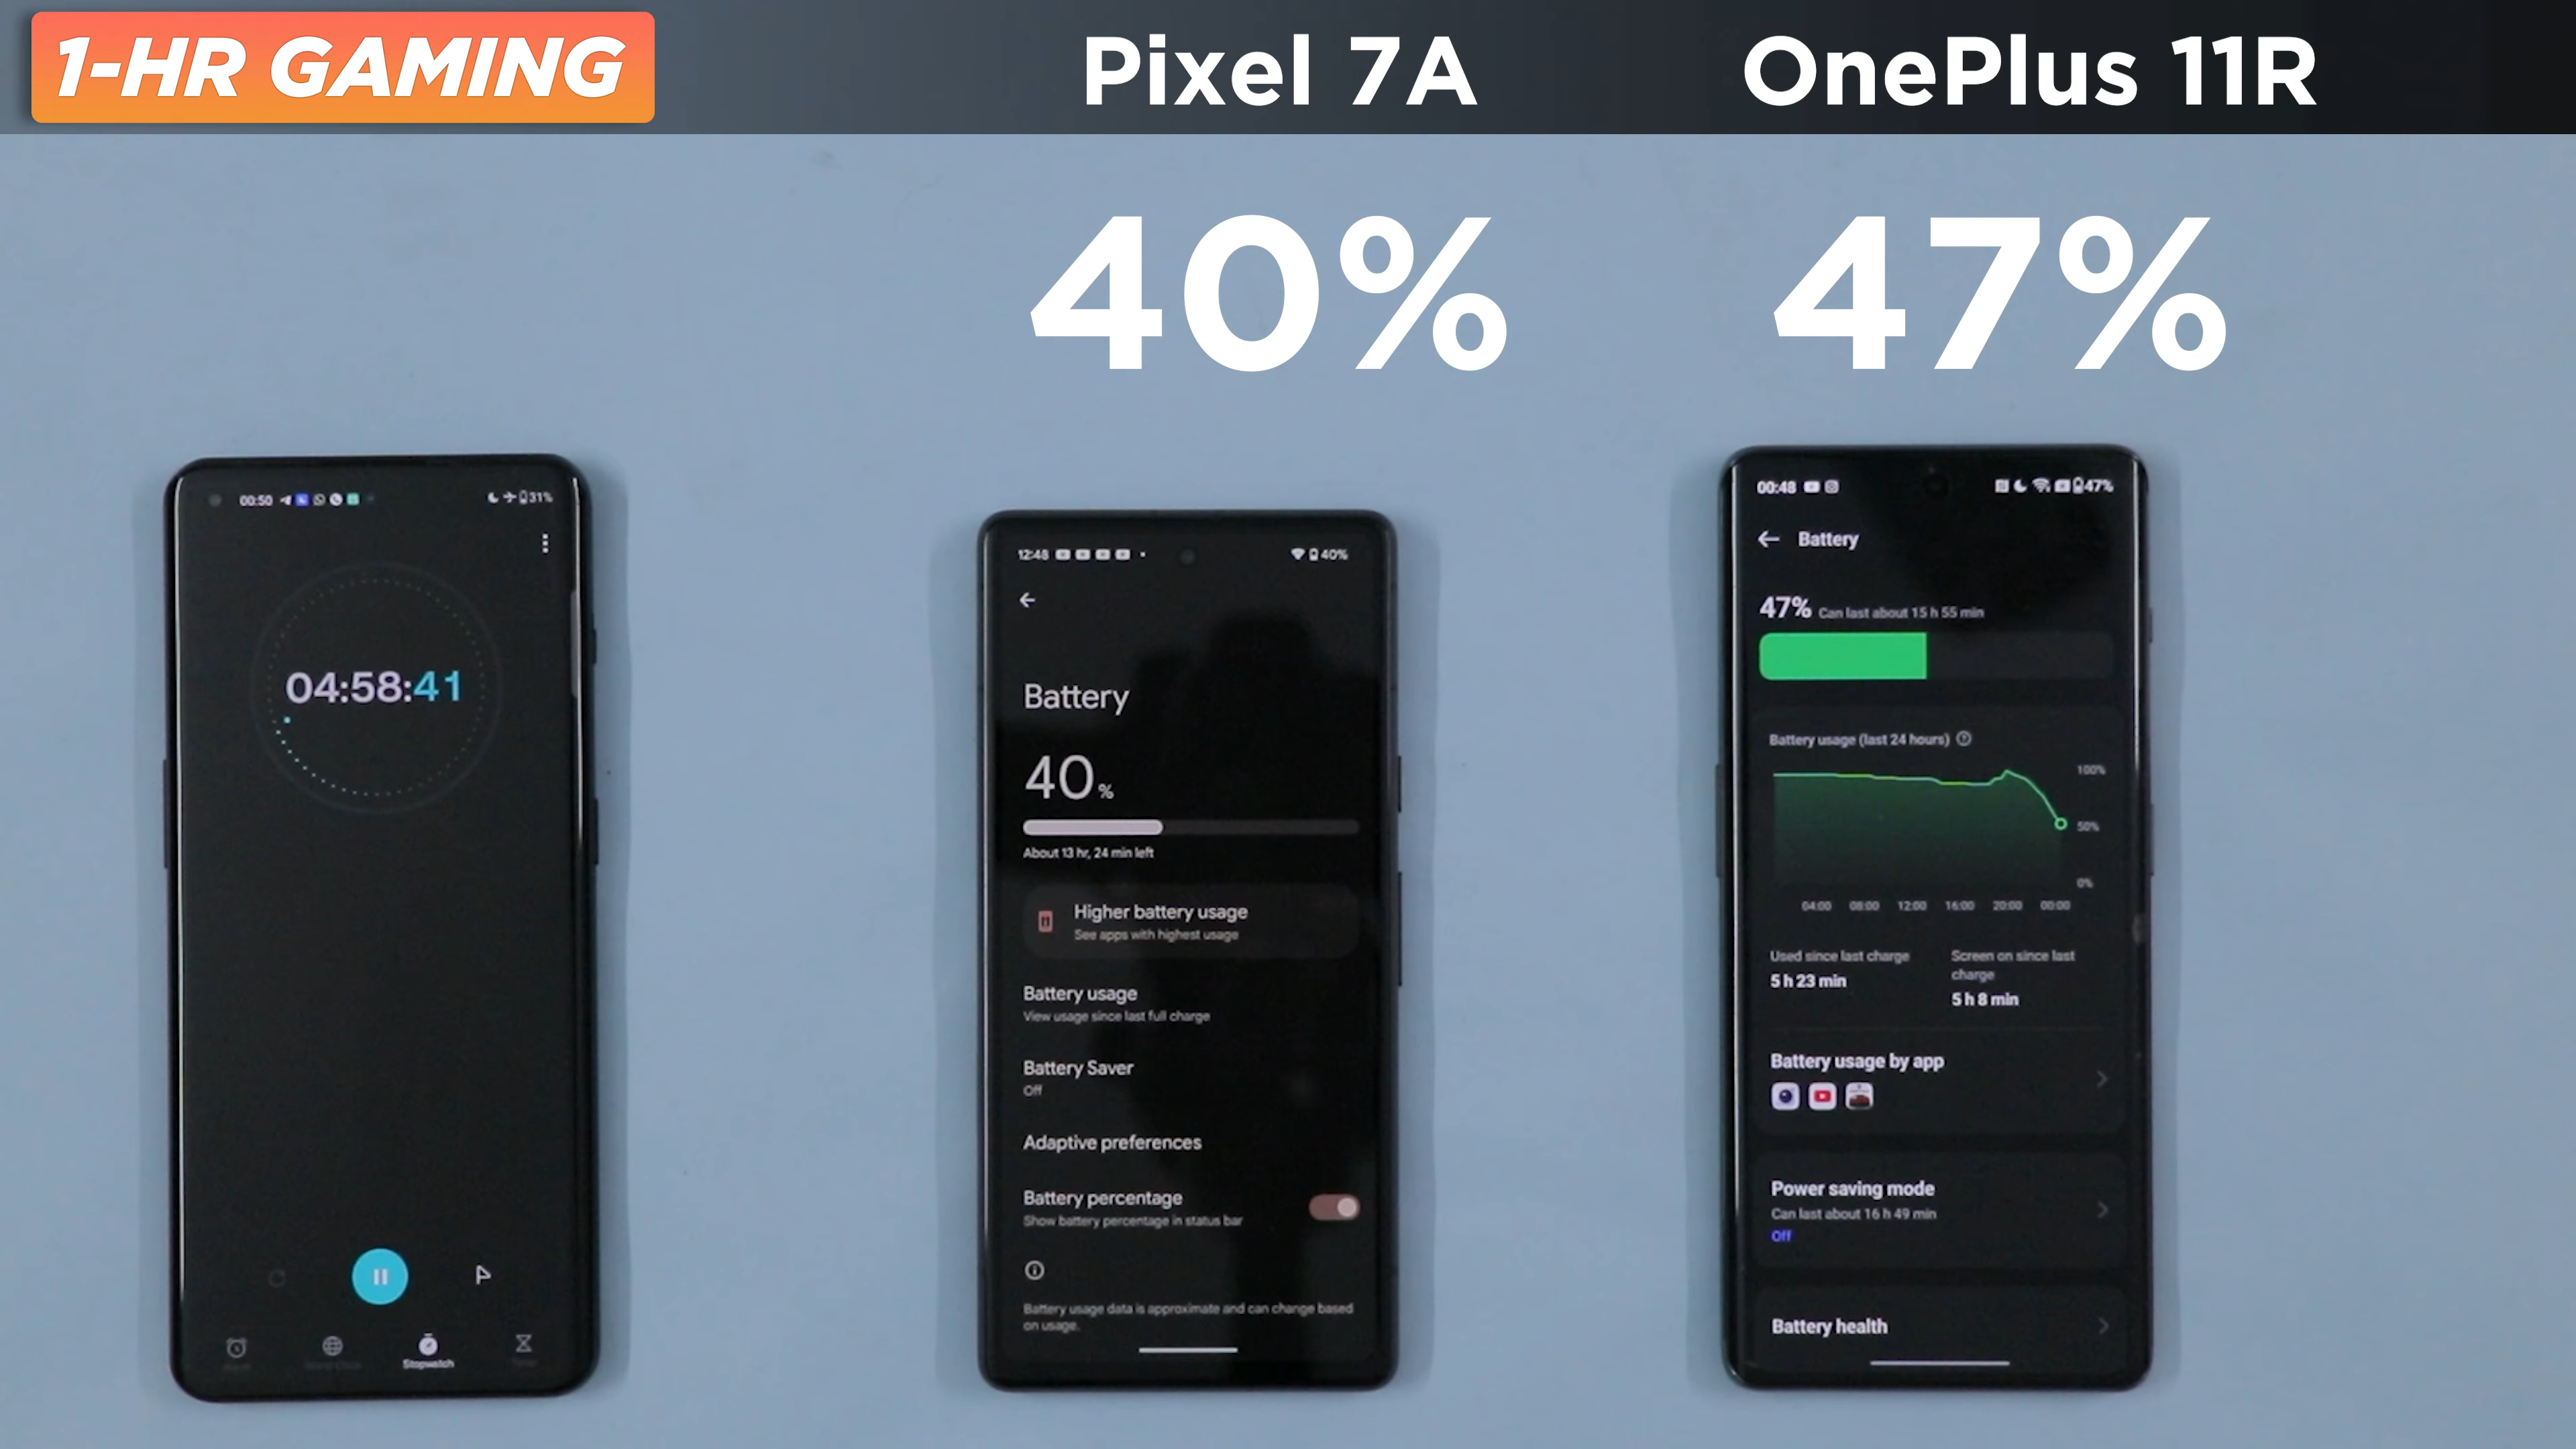 1-HR GAMING
Pixel 7A
OnePlus 11R
40%
47%
00:50
31%
04:58:41
Stopwatch
12:48
40%
Battery
40%
About 13 hr, 24 min left
Higher battery usage
See apps with highest usage
Battery usage
View usage since last full charge
Battery Saver
Off
Adaptive preferences
Battery percentage
Show battery percentage in status bar
Battery usage data is approximate and can change based
on usage.
00:48
47%
Battery
47% Can last about 15 h 55 min
Battery usage (last 24 hours)
100%
50%
0%
04:00 08:00 12:00 16:00 20:00 00:00
Used since last charge
5 h 23 min
Screen on since last
charge
5 h 8 min
Battery usage by app
Power saving mode
Can last about 16 h 49 min
Off
Battery health